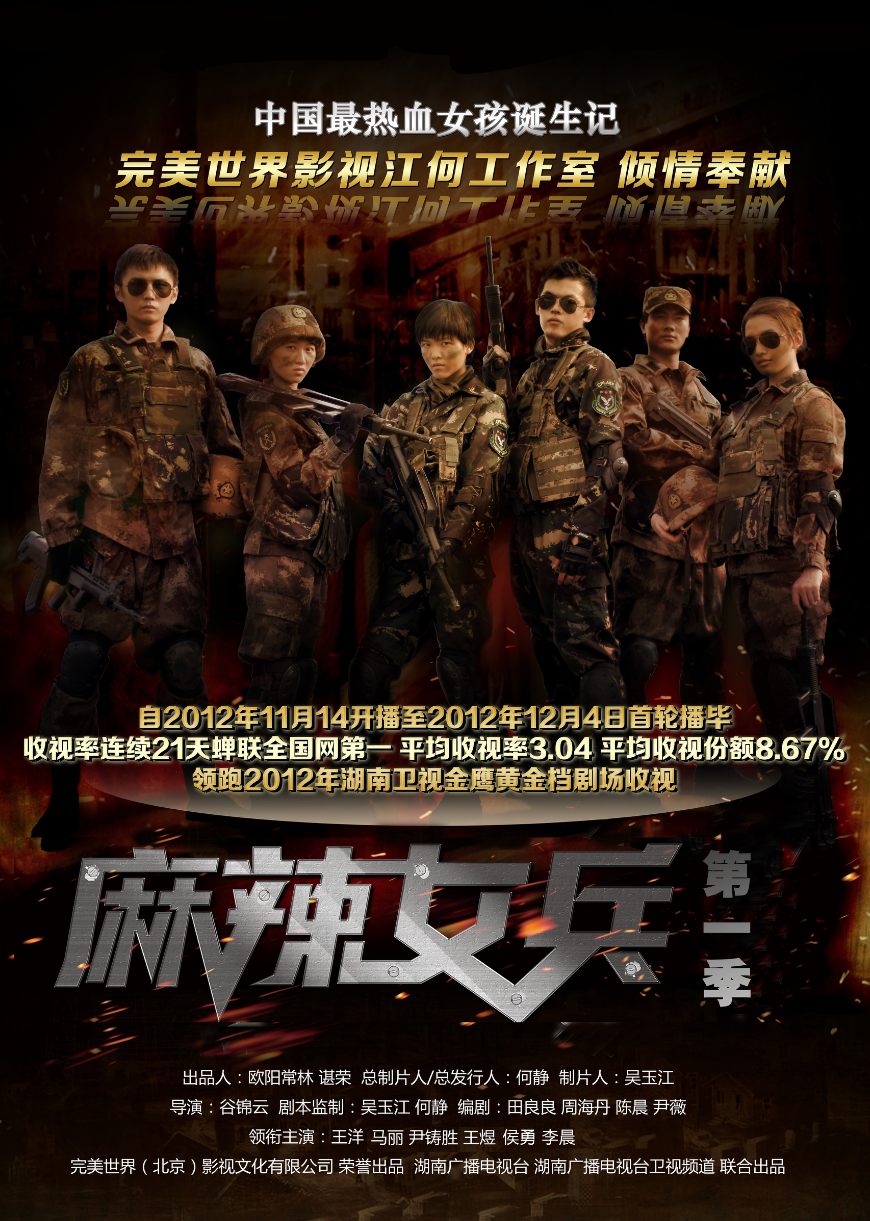 中国最热血女孩诞生记
完美世界影视江何工作室 倾情奉献
自2012年11月14开播至2012年12月4日首轮播毕
收视率连续21天蝉联全国网第一 平均收视率3.04 平均收视份额8.67%
领跑2012年湖南卫视金鹰黄金档剧场收视
麻辣女兵
第一季
出品人：欧阳常林 谌荣 总制片人/总发行人：何静 制片人：吴玉江
导演：谷锦云 剧本监制：吴玉江 何静 编剧：田良良 周海丹 陈晨 尹薇
领衔主演：王洋 马丽 尹铸胜 王煜 侯勇 李晨
完美世界（北京）影视文化有限公司 荣誉出品 湖南广播电视台 湖南广播电视台卫视频道 联合出品